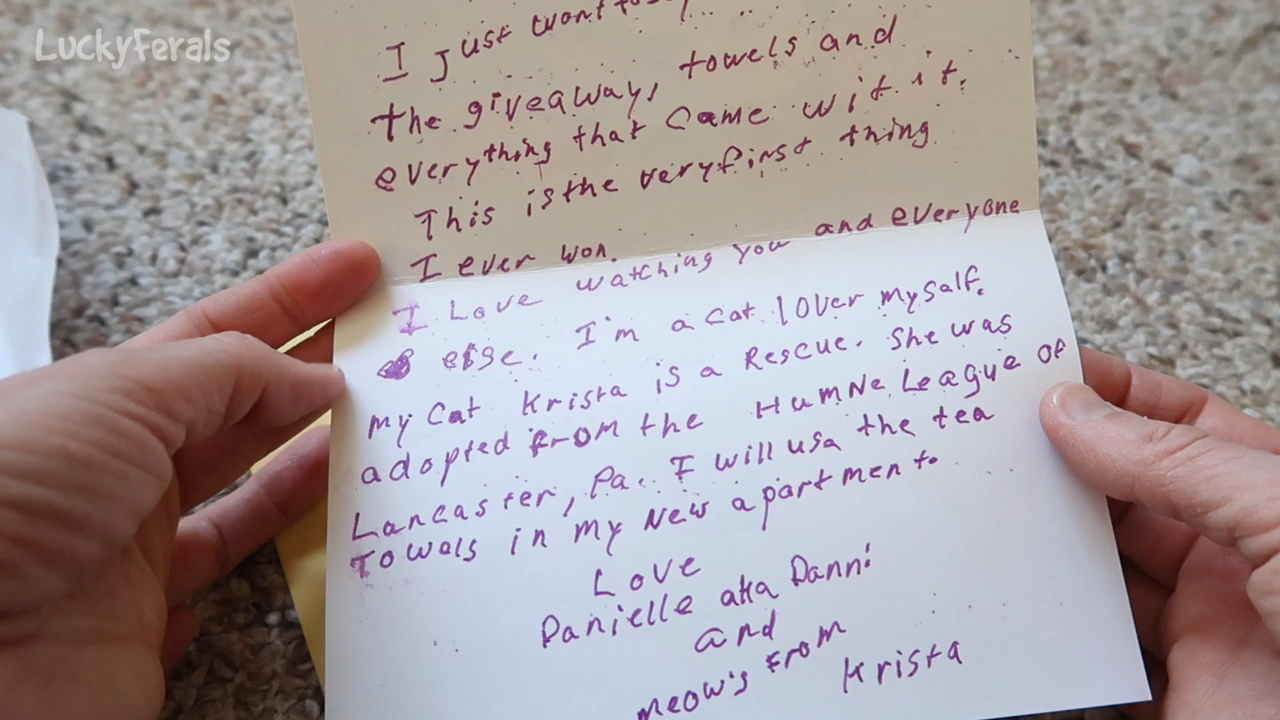 LuckyFerals
I just want to
the giveaway, towels and
everything that came wit it.
This is the very first thing
I ever won.
I Love watching you and everyone
else. I'm a cat lover myself.
my cat Krista is a Rescue. She was
adopted from the Humne League of
Lancaster, Pa. I will use the tea
Towels in my New apartment.
Love
Danielle aka Danni
and
meow's from
Krista